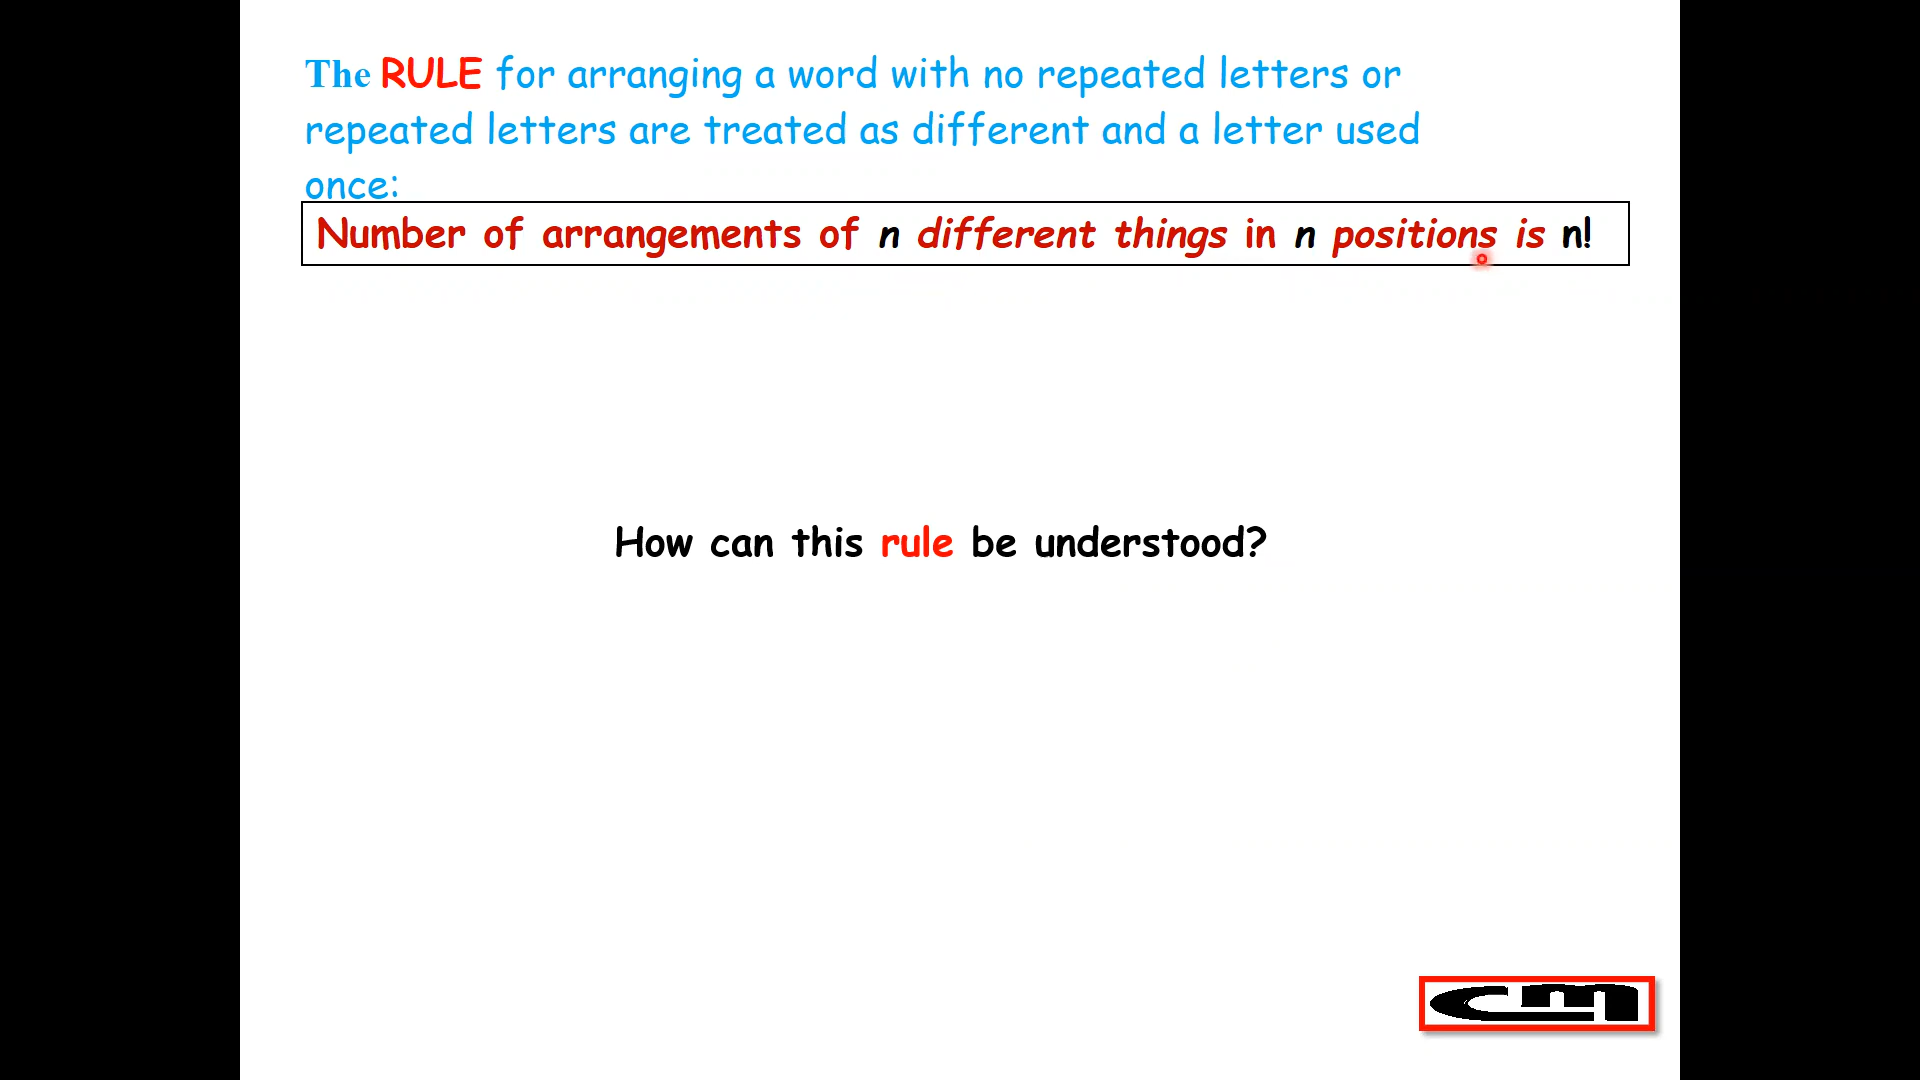 The RULE for arranging a word with no repeated letters or
repeated letters are treated as different and a letter used
once:
Number of arrangements of n different things in n positions is n!
How can this rule be understood?
cm